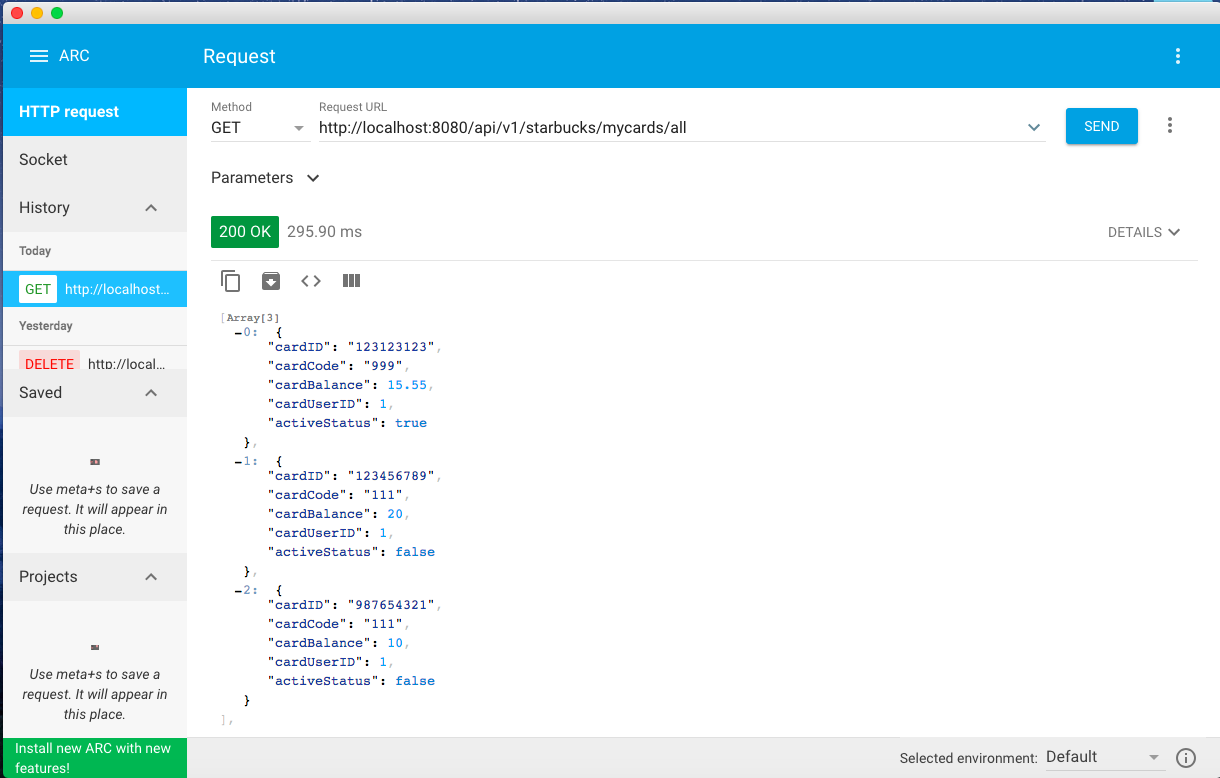 ARC
Request
HTTP request
Socket
History
Today
GET http://localhost...
Yesterday
DELETE http://local...
Saved
Use meta+s to save a
request. It will appear in
this place.
Projects
Use meta+s to save a
request. It will appear in
this place.
Install new ARC with new
features!
Method
GET
Request URL
http://localhost:8080/api/v1/starbucks/mycards/all
SEND
Parameters
200 OK 295.90 ms
DETAILS
[Array[3]
−0: {
"cardID": "123123123",
"cardCode": "999",
"cardBalance": 15.55,
"cardUserID": 1,
"activeStatus": true
},
−1: {
"cardID": "123456789",
"cardCode": "111",
"cardBalance": 20,
"cardUserID": 1,
"activeStatus": false
},
−2: {
"cardID": "987654321",
"cardCode": "111",
"cardBalance": 10,
"cardUserID": 1,
"activeStatus": false
}
],
Selected environment: Default